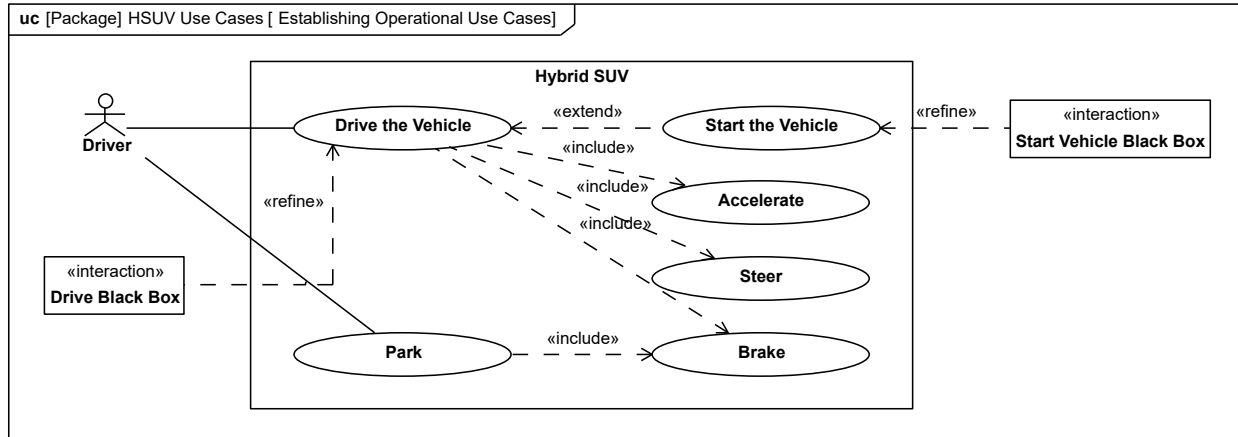 uc [Package] HSUV Use Cases [ Establishing Operational Use Cases]
Hybrid SUV
Driver
Drive the Vehicle
«extend»
Start the Vehicle
«refine»
«interaction»
Start Vehicle Black Box
«include»
Accelerate
«include»
«refine»
«include»
Steer
«interaction»
Drive Black Box
Park
«include»
Brake